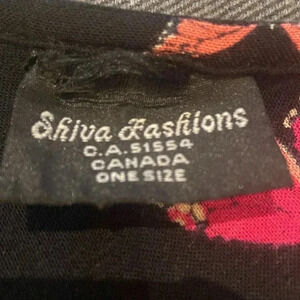 Shiva Fashions
C.A. 51554
CANADA
ONE SIZE